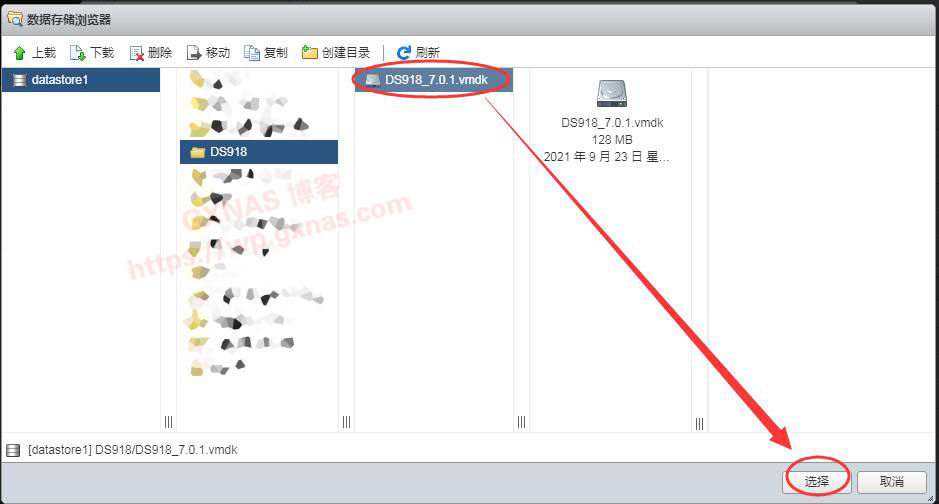 数据存储浏览器
上载 下载 删除 移动 复制 创建目录 刷新
datastore1
DS918
DS918_7.0.1.vmdk
DS918_7.0.1.vmdk
128 MB
2021 年 9 月 23 日 星...
GXNAS 博客
https://wp.gxnas.com
[datastore1] DS918/DS918_7.0.1.vmdk
选择 取消